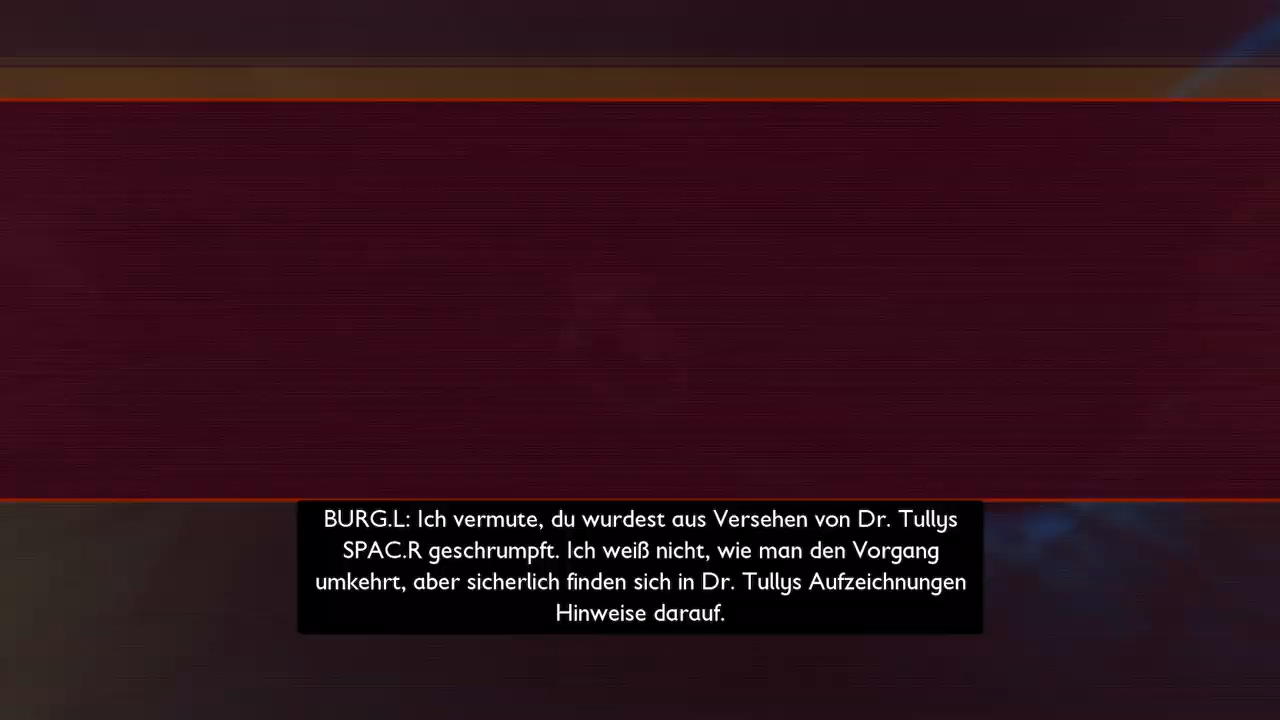 BURG.L: Ich vermute, du wurdest aus Versehen von Dr. Tullys
SPAC.R geschrumpft. Ich weiß nicht, wie man den Vorgang
umkehrt, aber sicherlich finden sich in Dr. Tullys Aufzeichnungen
Hinweise darauf.